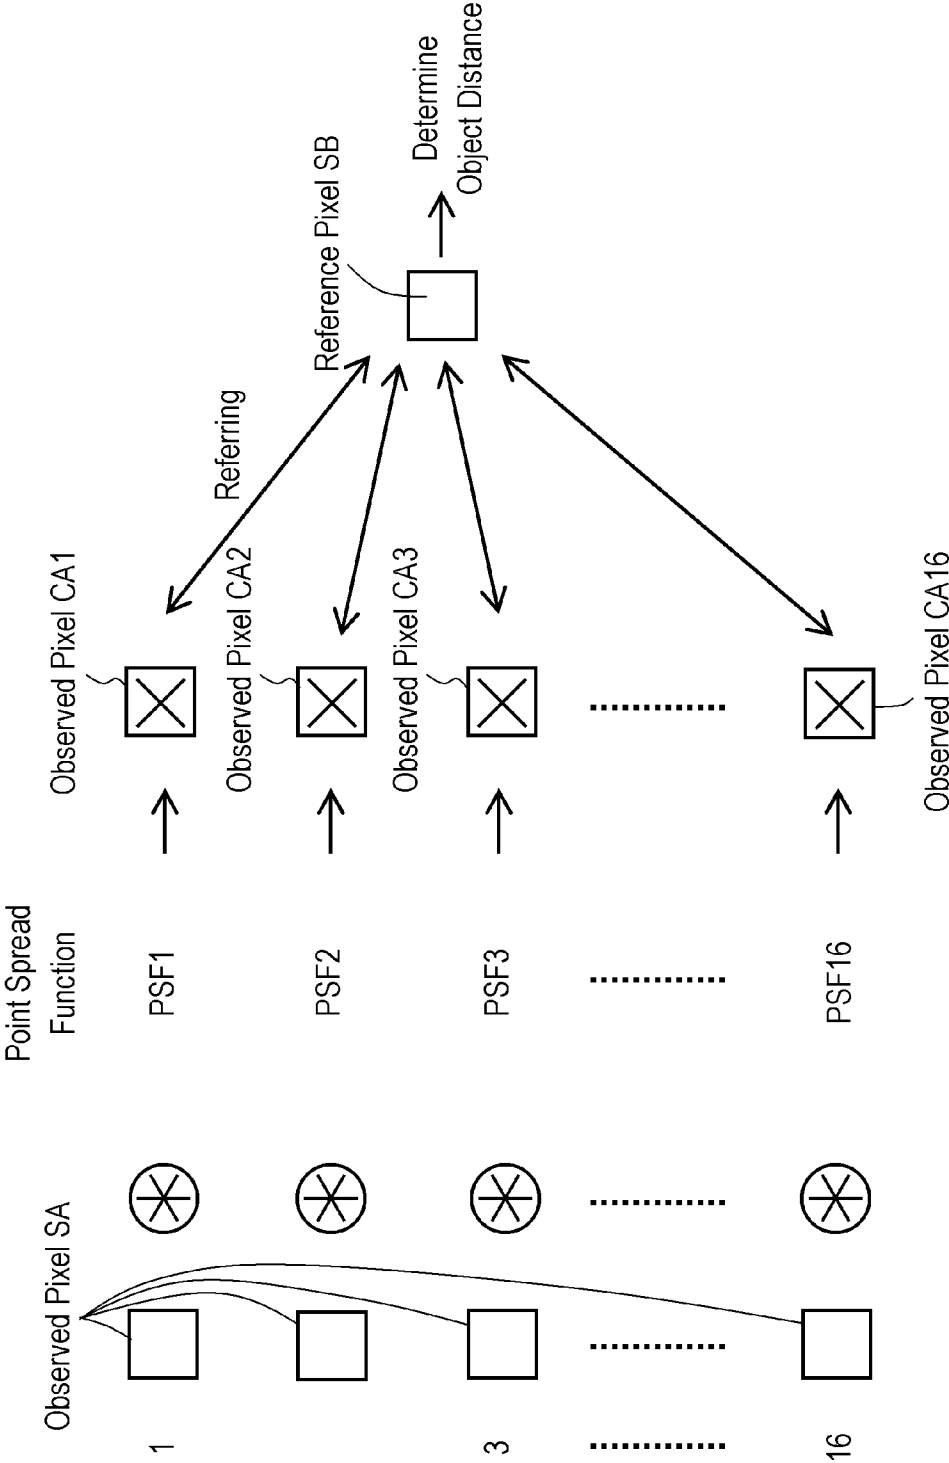 Observed Pixel SA
Point Spread
Function
1
PSF1
Observed Pixel CA1
Referring
Reference Pixel SB
Determine
Object Distance
PSF2
Observed Pixel CA2
3
PSF3
Observed Pixel CA3
16
PSF16
Observed Pixel CA16